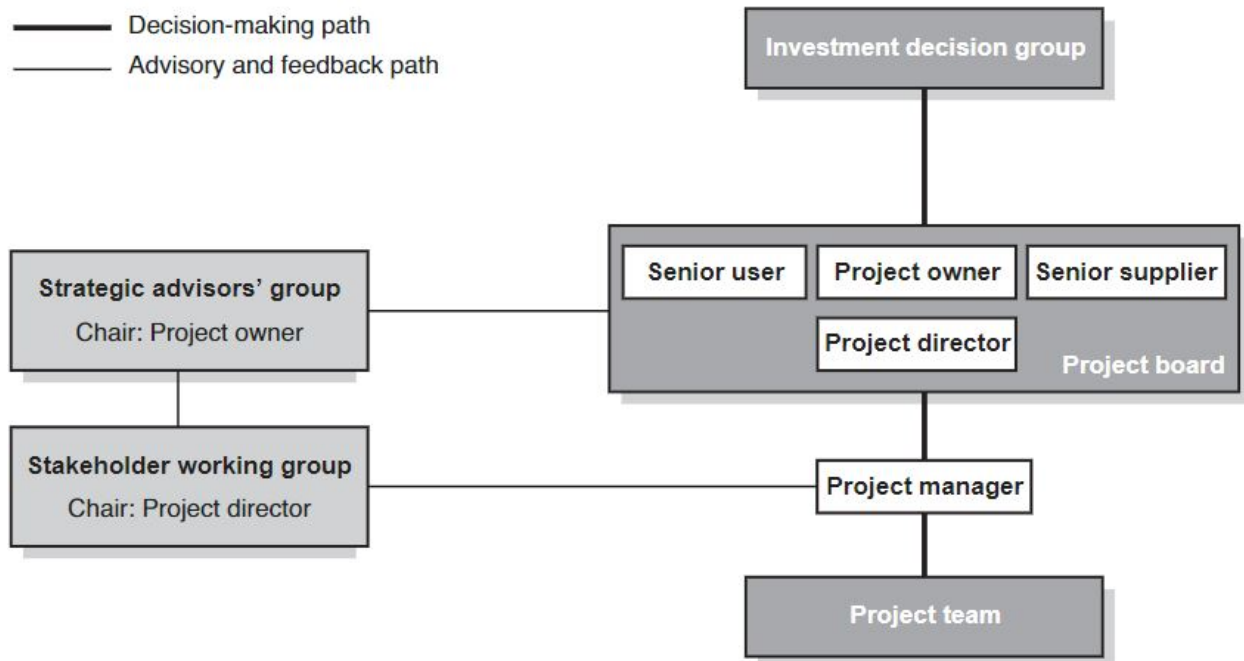 Decision-making path
Advisory and feedback path
Investment decision group
Senior user
Project owner
Senior supplier
Project director
Project board
Strategic advisors’ group
Chair: Project owner
Stakeholder working group
Chair: Project director
Project manager
Project team